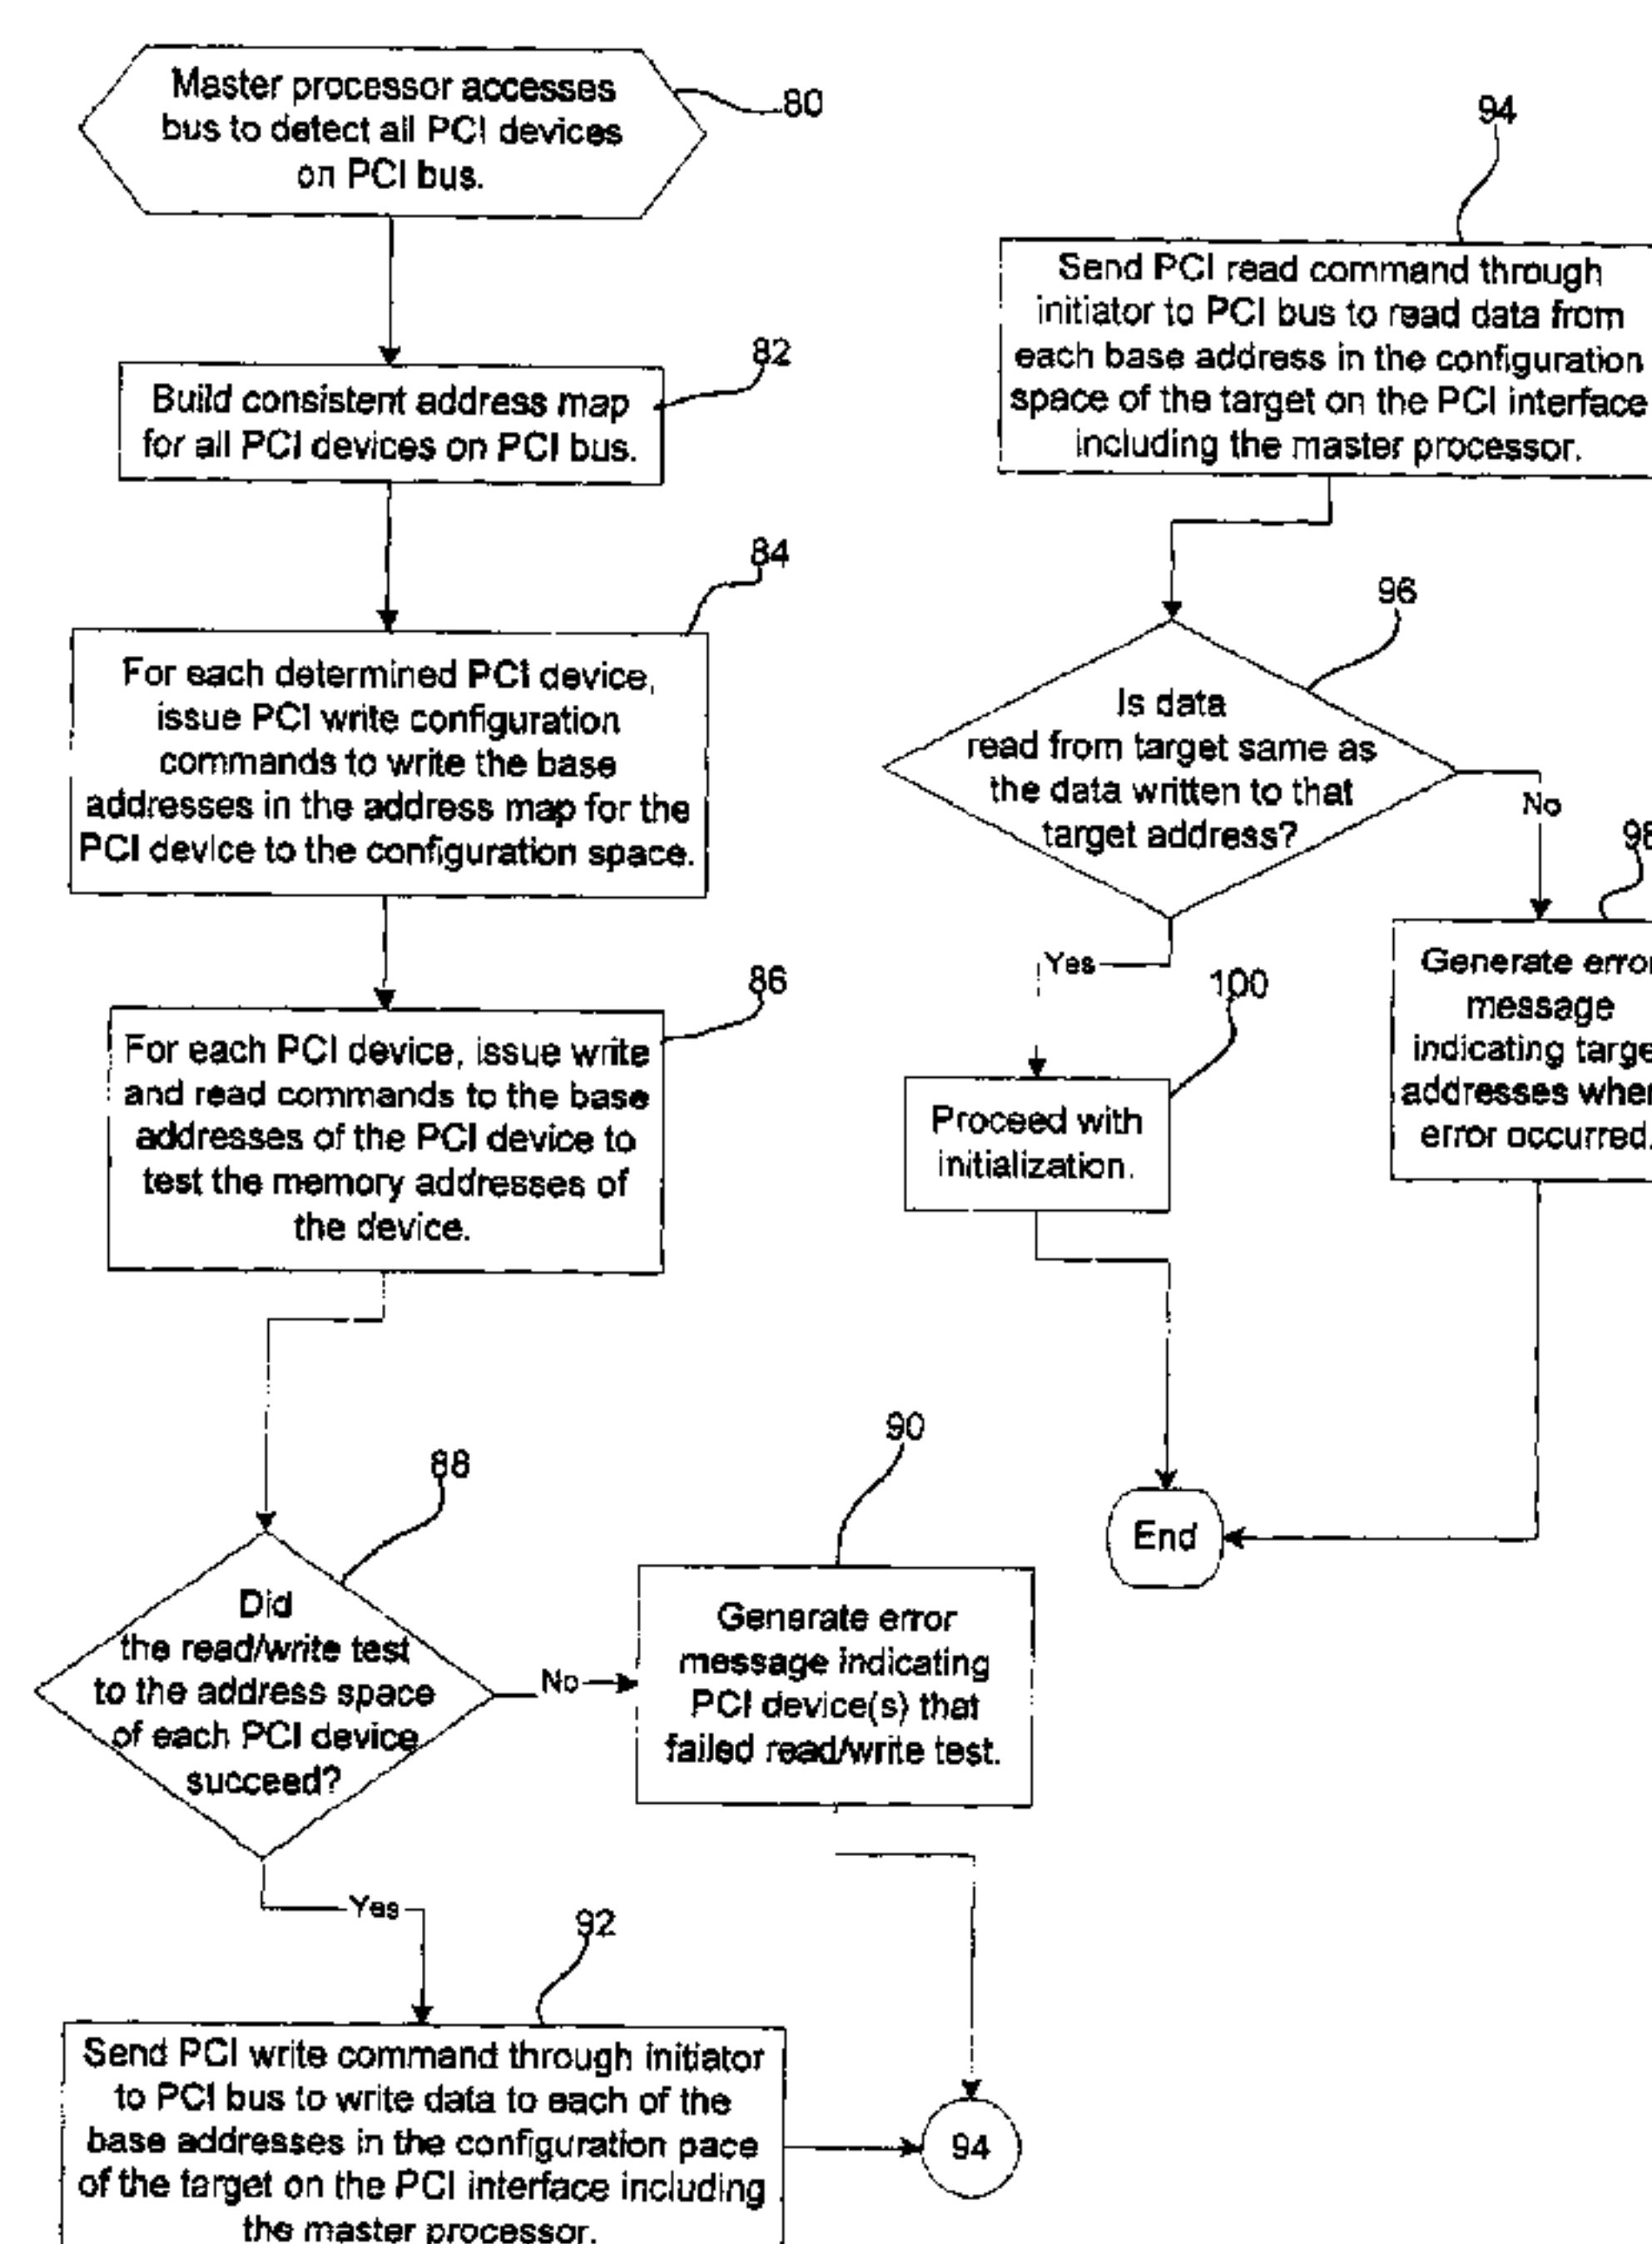 Master processor accesses
bus to detect all PCI devices
on PCI bus.
80
Build consistent address map
for all PCI devices on PCI bus.
82
84
For each determined PCI device,
issue PCI write configuration
commands to write the base
addresses in the address map for the
PCI device to the configuration space.
86
For each PCI device, issue write
and read commands to the base
addresses of the PCI device to
test the memory addresses of
the device.
88
Did
the read/write test
to the address space
of each PCI device
succeed?
No
Yes
90
Generate error
message indicating
PCI device(s) that
failed read/write test.
92
Send PCI write command through initiator
to PCI bus to write data to each of the
base addresses in the configuration pace
of the target on the PCI interface including
the master processor.
94
94
Send PCI read command through
initiator to PCI bus to read data from
each base address in the configuration
space of the target on the PCI interface
including the master processor.
96
Is data
read from target same as
the data written to that
target address?
No
Yes
98
Generate error
message
indicating targe
addresses wher
error occurred.
100
Proceed with
initialization.
End